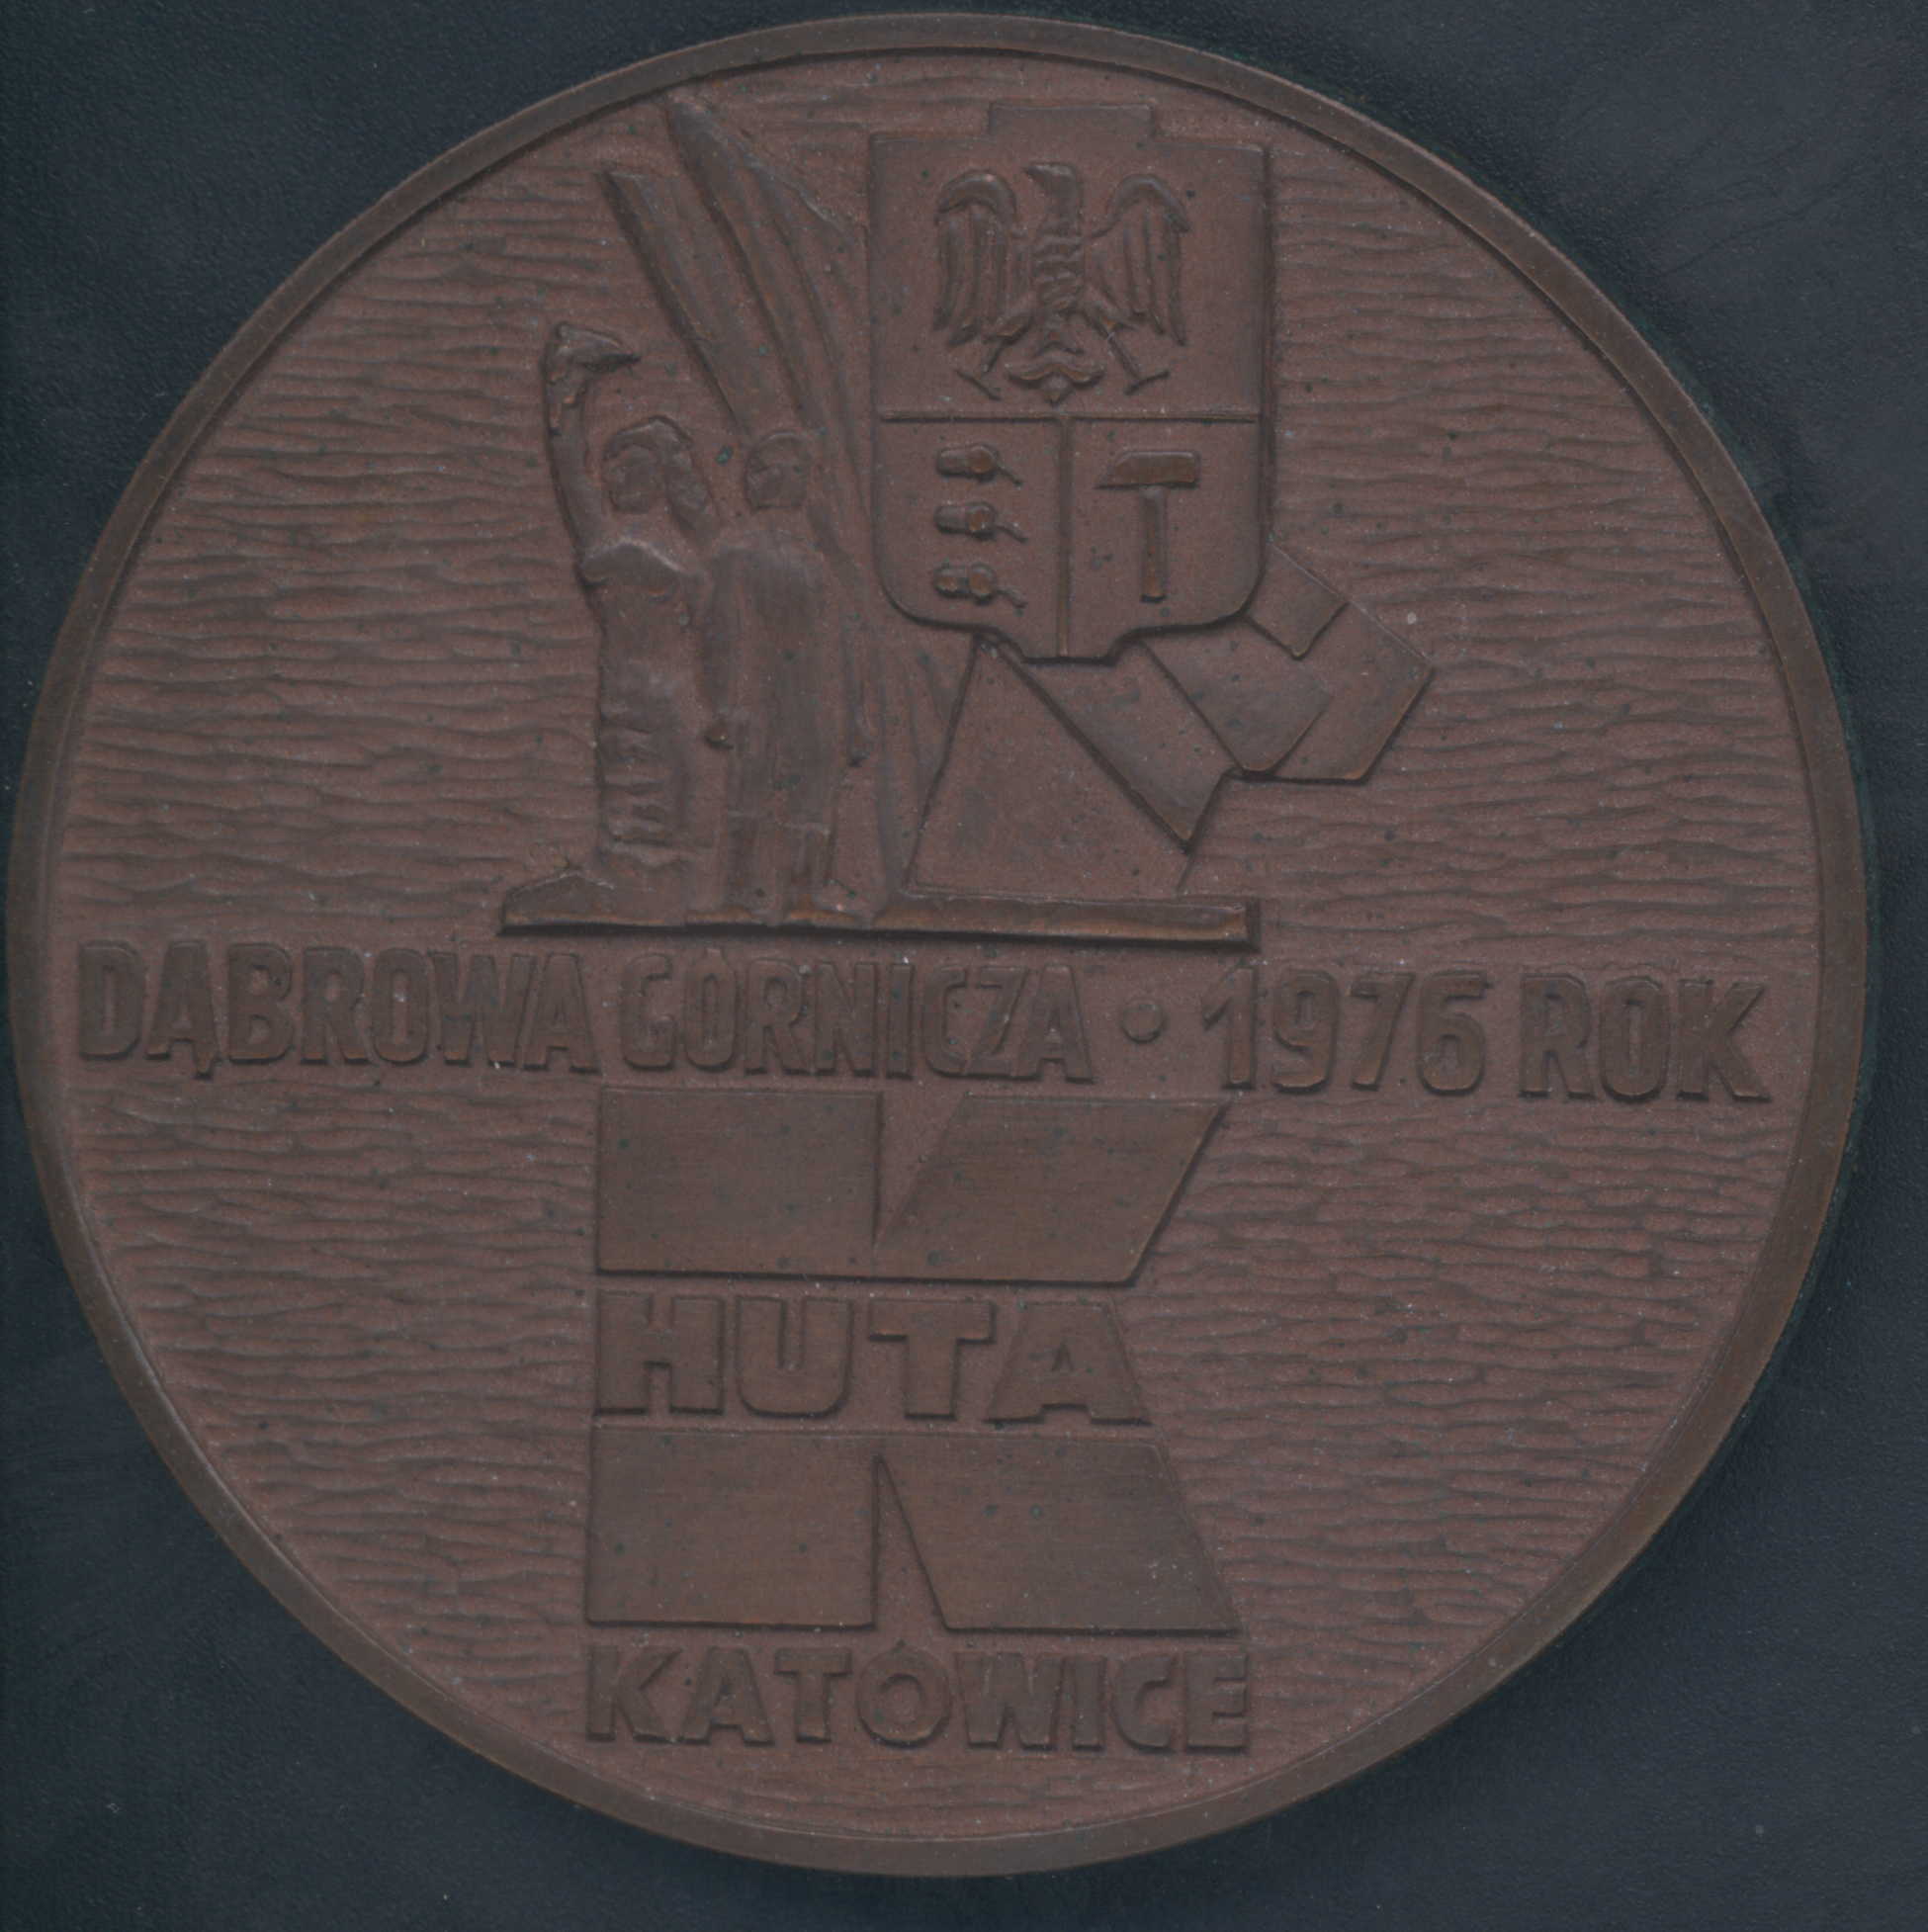 DĄBROWA GÓRNICZA • 1976 ROK
HUTA
KATOWICE